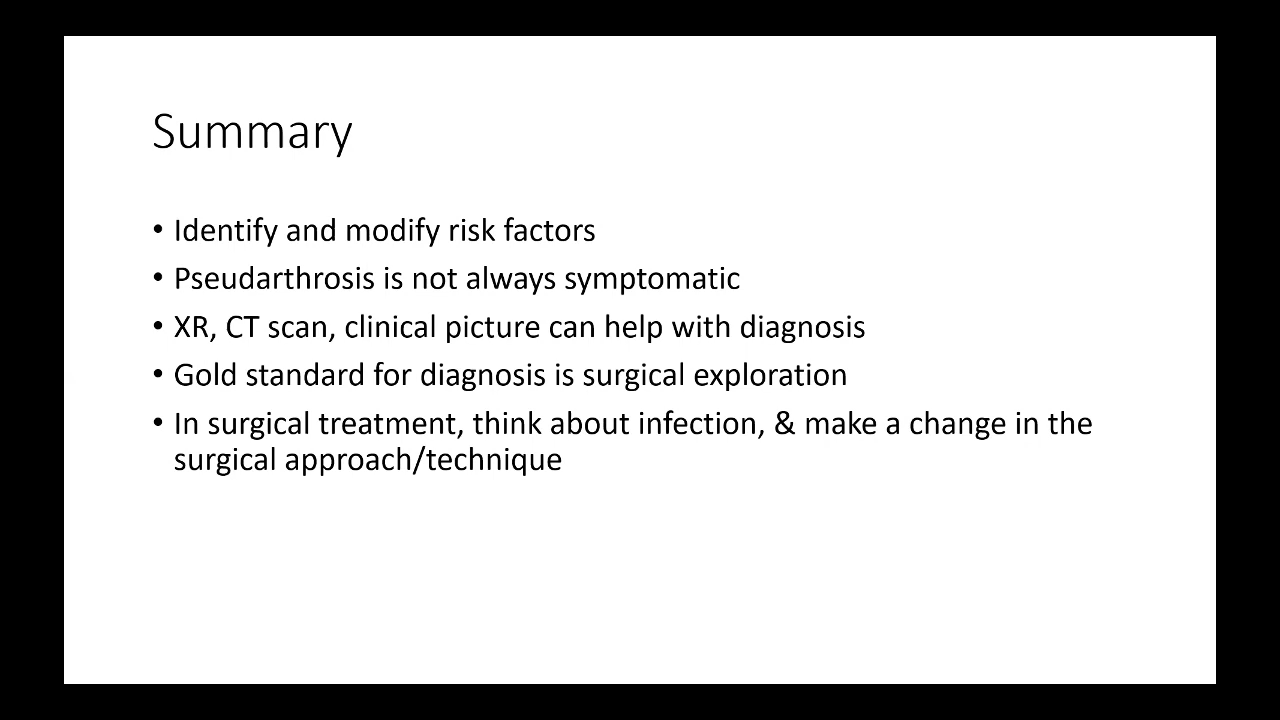 Summary
• Identify and modify risk factors
• Pseudarthrosis is not always symptomatic
• XR, CT scan, clinical picture can help with diagnosis
• Gold standard for diagnosis is surgical exploration
• In surgical treatment, think about infection, & make a change in the
surgical approach/technique